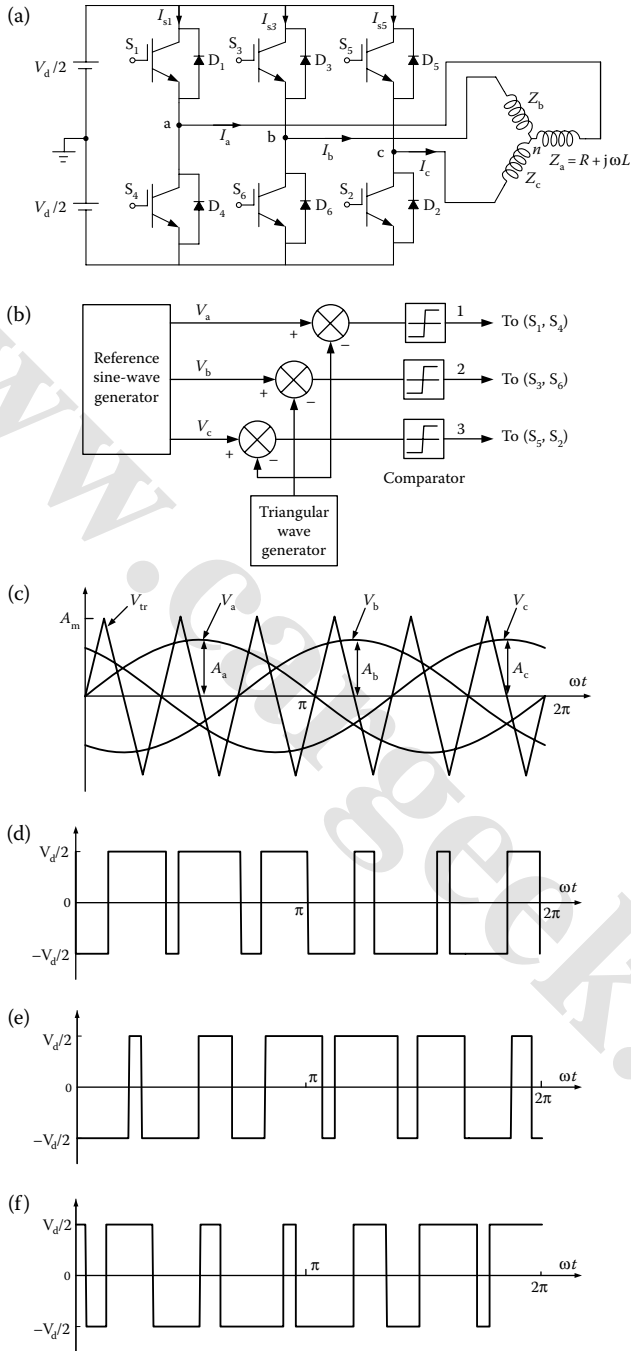 (a)
I_s1 I_s3 I_s5
S_1 S_3 S_5
V_d/2 D_1 D_3 D_5
Z_b
a I_a b I_b c I_c
n
Z_a = R + jωL
Z_c
V_d/2 S_4 S_6 S_2
D_4 D_6 D_2
(b)
Reference
sine-wave
generator
V_a + − 1 To (S_1, S_4)
V_b + − 2 To (S_3, S_6)
V_c + − 3 To (S_5, S_2)
Comparator
Triangular
wave
generator
(c)
A_m V_tr V_a V_b V_c
A_a A_b A_c ωt
π 2π
(d)
V_d/2
0 π ωt
2π
−V_d/2
(e)
V_d/2
0 π ωt
2π
−V_d/2
(f)
V_d/2
0 π ωt
2π
−V_d/2
www.cargeek.